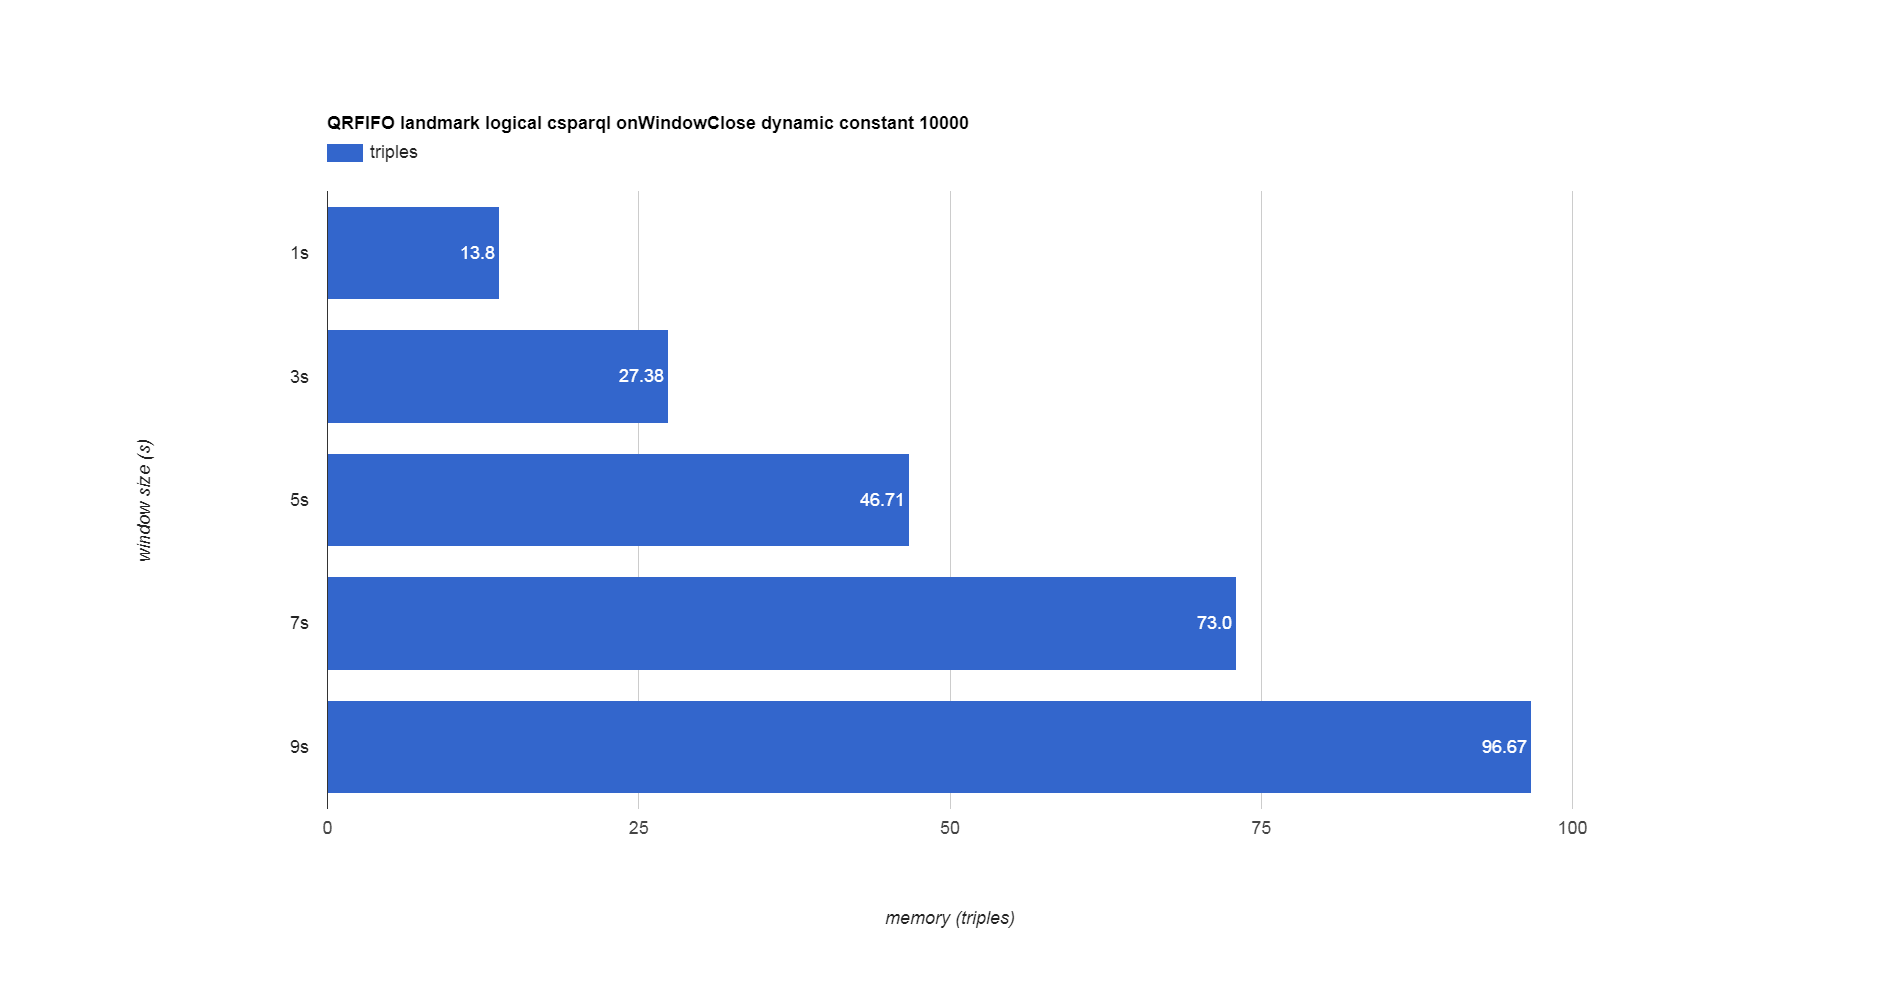 QRFIFO landmark logical csparql onWindowClose dynamic constant 10000
triples
1s
13.8
3s
27.38
5s
46.71
7s
73.0
9s
96.67
window size (s)
0 25 50 75 100
memory (triples)